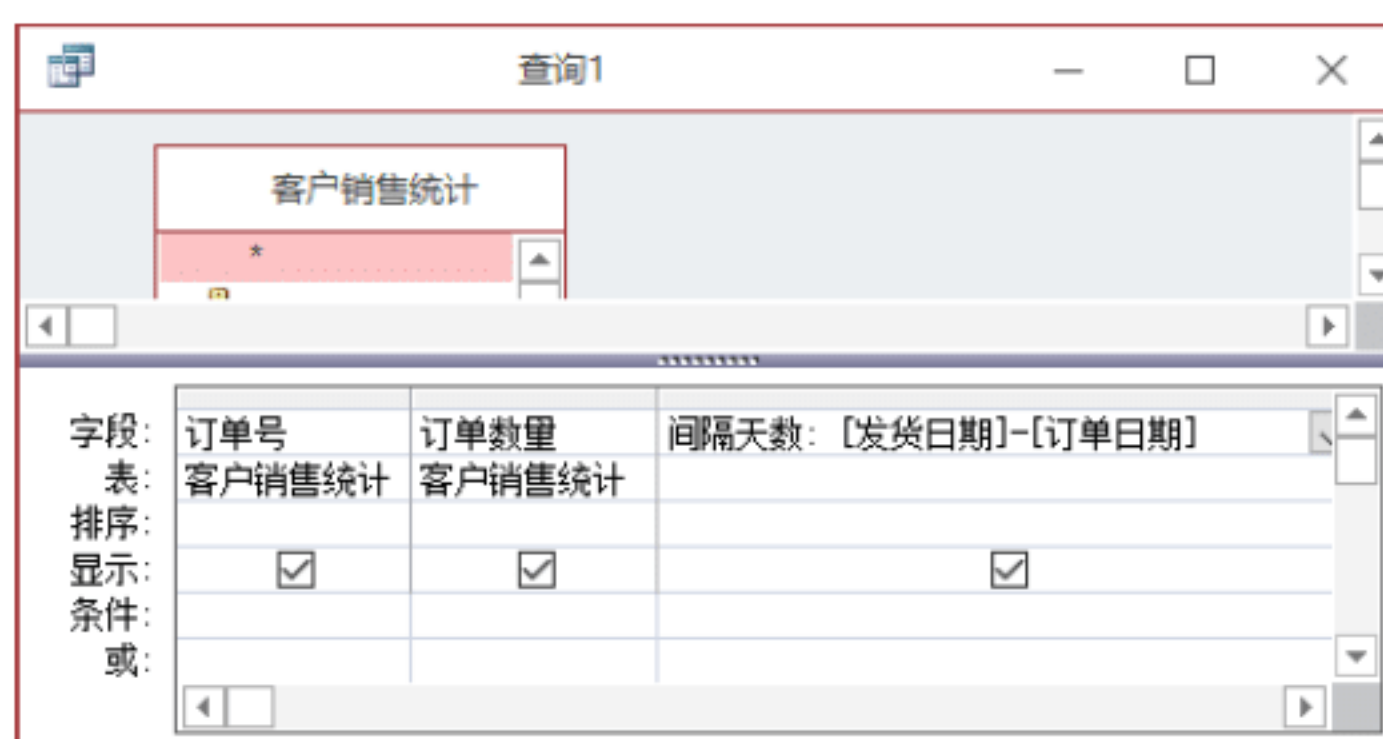 查询1
客户销售统计
*
字段: 订单号 订单数量 间隔天数: [发货日期]-[订单日期]
表: 客户销售统计 客户销售统计
排序:
显示:
条件:
或: